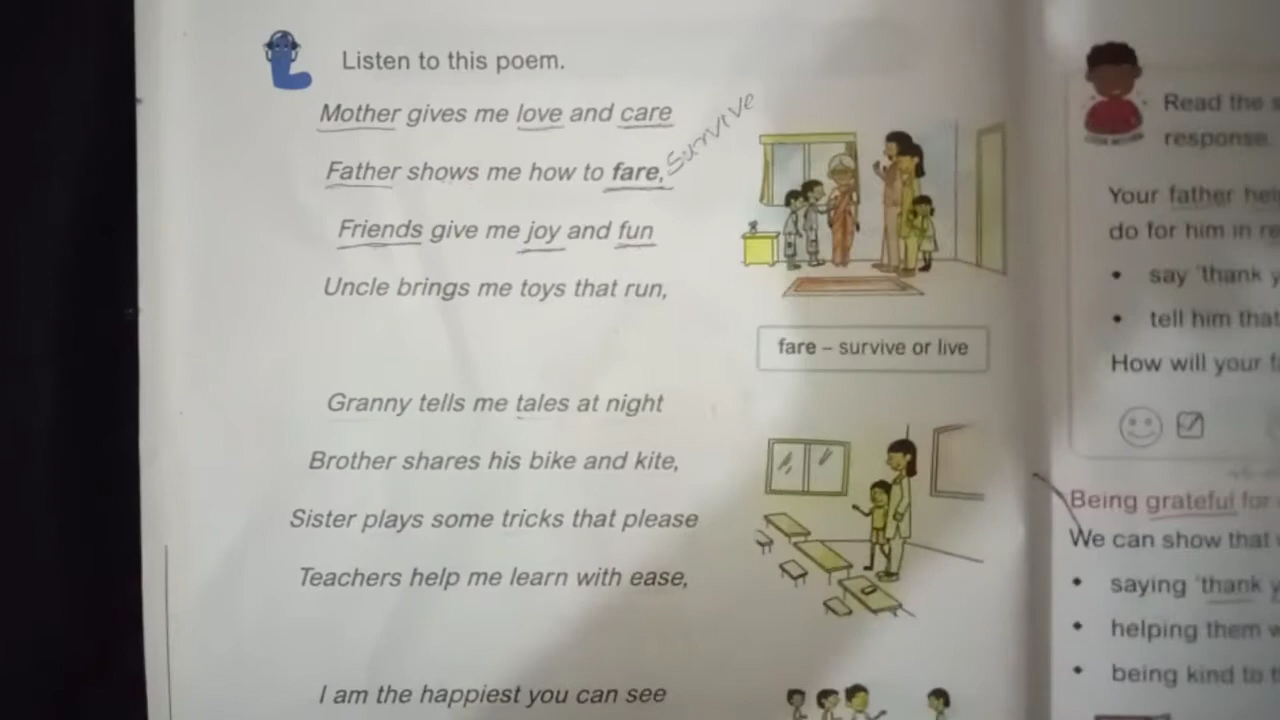 Listen to this poem.
Mother gives me love and care
Survive
Father shows me how to fare,
Friends give me joy and fun
Uncle brings me toys that run,
fare – survive or live
Granny tells me tales at night
Brother shares his bike and kite,
Sister plays some tricks that please
Teachers help me learn with ease,
I am the happiest you can see
Read the
response.
Your father
do for him in
• say 'thank
• tell him that
How will your
Being grateful for
We can show that
• saying 'thank
• helping them
• being kind to